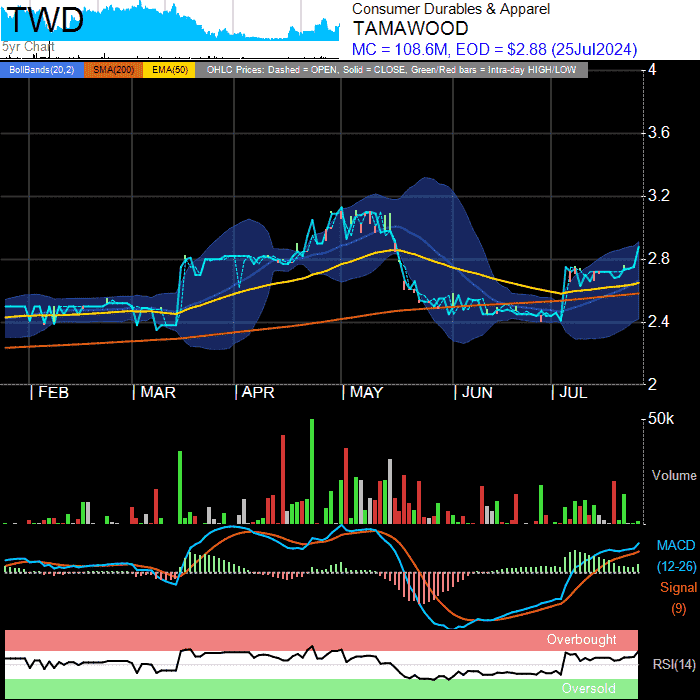 TWD
5yr Chart
Consumer Durables & Apparel
TAMAWOOD
MC = 108.6M, EOD = $2.88 (25Jul2024)
BollBands(20,2) SMA(200) EMA(50) OHLC Prices: Dashed = OPEN, Solid = CLOSE, Green/Red bars = Intra-day HIGH/LOW
4
3.6
3.2
2.8
2.4
2
FEB MAR APR MAY JUN JUL
50k
Volume
MACD
(12-26)
Signal
(9)
Overbought
RSI(14)
Oversold